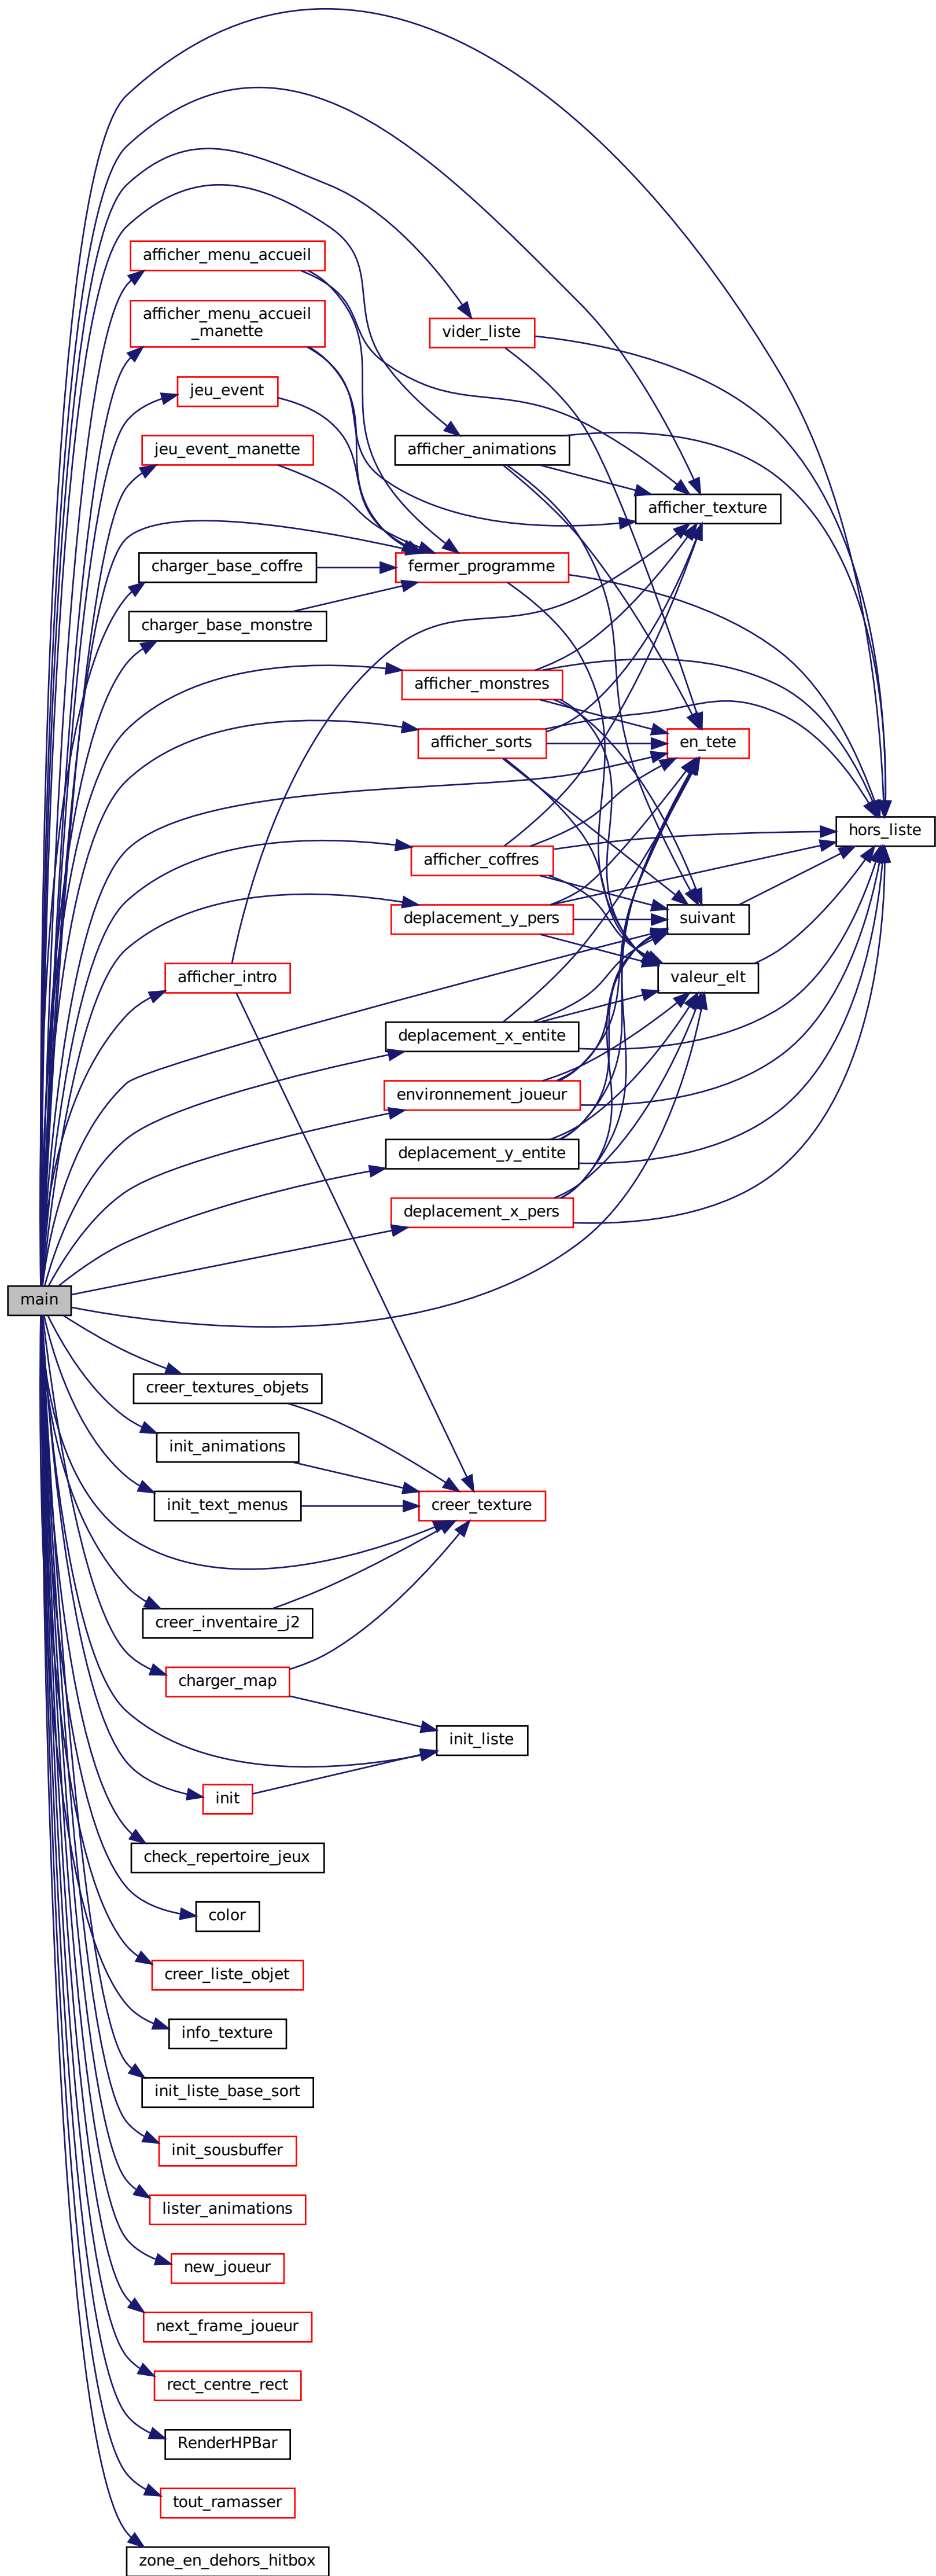 afficher_menu_accueil
afficher_menu_accueil
_manette
vider_liste
jeu_event
jeu_event_manette
afficher_animations
afficher_texture
charger_base_coffre
fermer_programme
charger_base_monstre
afficher_monstres
afficher_sorts
en_tete
hors_liste
afficher_coffres
deplacement_y_pers
suivant
afficher_intro
valeur_elt
deplacement_x_entite
environnement_joueur
deplacement_y_entite
deplacement_x_pers
main
creer_textures_objets
init_animations
init_text_menus
creer_texture
creer_inventaire_j2
charger_map
init_liste
init
check_repertoire_jeux
color
creer_liste_objet
info_texture
init_liste_base_sort
init_sousbuffer
lister_animations
new_joueur
next_frame_joueur
rect_centre_rect
RenderHPBar
tout_ramasser
zone_en_dehors_hitbox